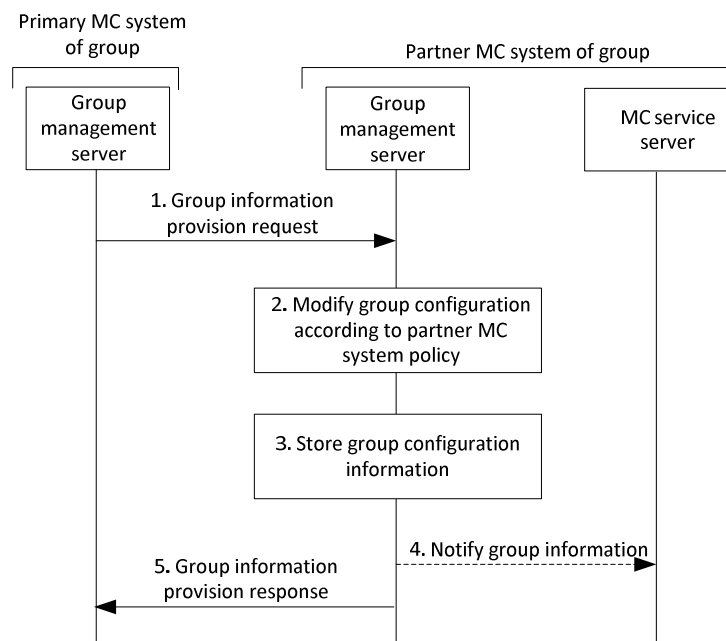 Primary MC system
of group
Partner MC system of group
Group
management
server
Group
management
server
MC service
server
1. Group information
provision request
2. Modify group configuration
according to partner MC
system policy
3. Store group configuration
information
4. Notify group information
5. Group information
provision response